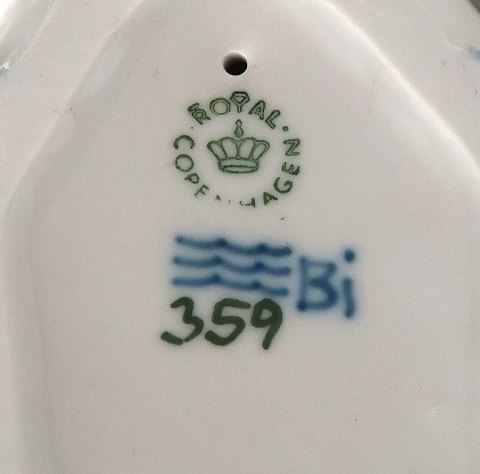 ROYAL
COPENHAGEN
Bi
359